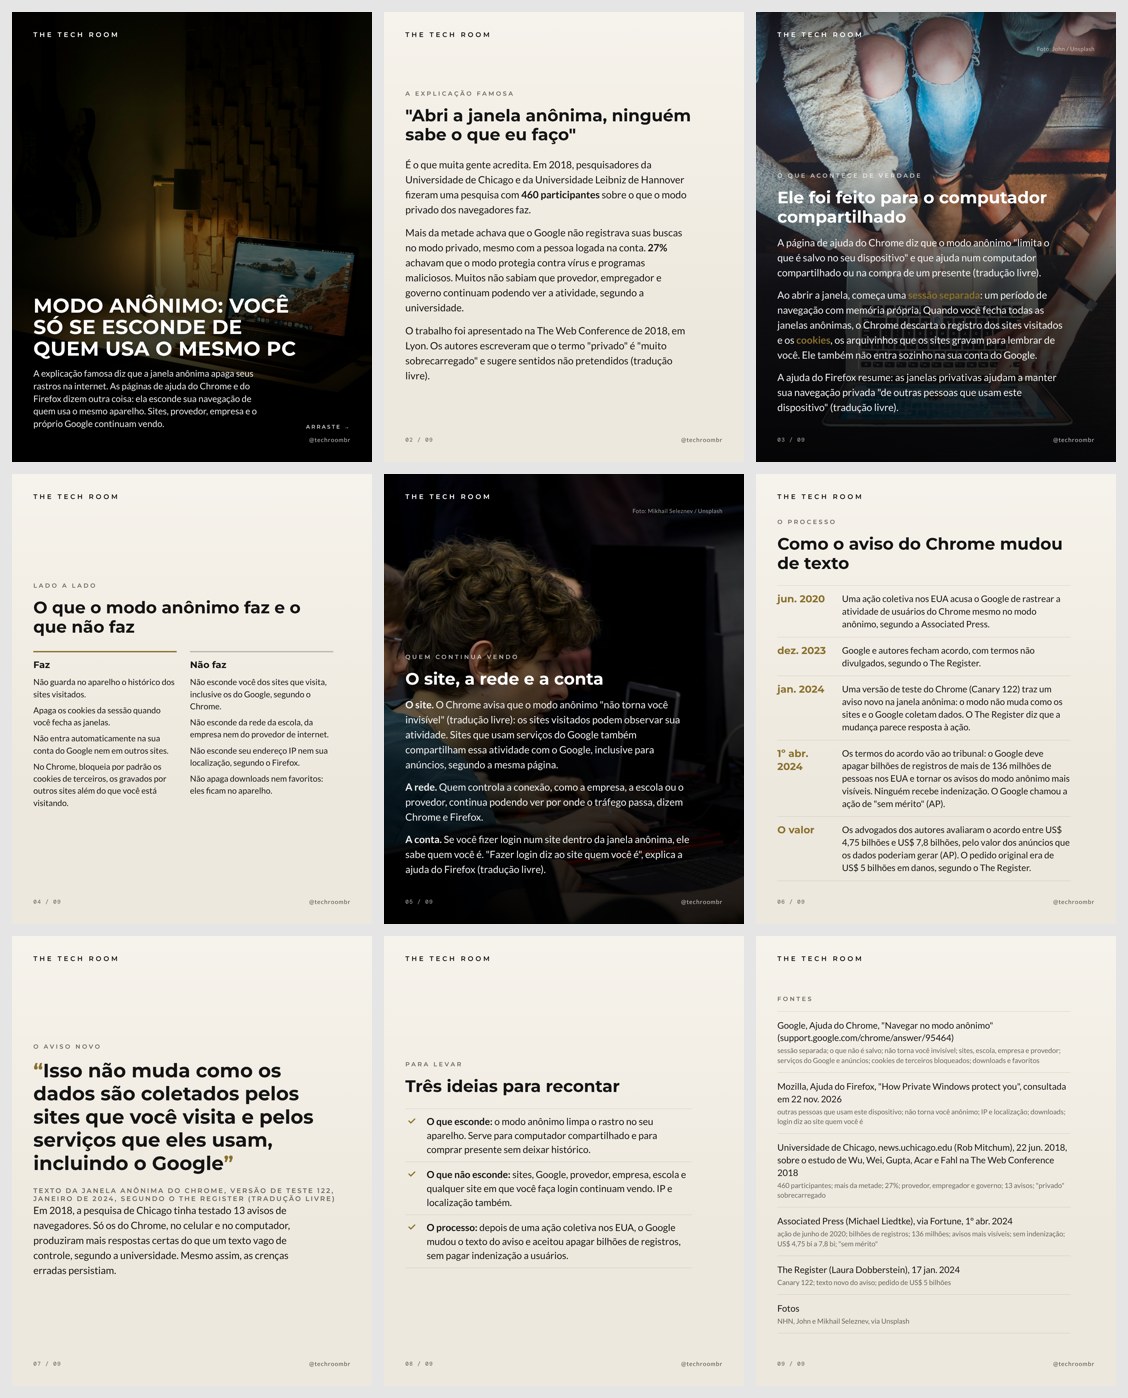 THE TECH ROOM
MODO ANÔNIMO: VOCÊ
SÓ SE ESCONDE DE
QUEM USA O MESMO PC
A explicação famosa diz que a janela anônima apaga seus
rastros na internet. As páginas de ajuda do Chrome e do
Firefox dizem outra coisa: ela esconde sua navegação de
quem usa o mesmo aparelho. Sites, provedor, empresa e o
próprio Google continuam vendo.
ARRASTE →
@techroombr
THE TECH ROOM
A EXPLICAÇÃO FAMOSA
"Abri a janela anônima, ninguém
sabe o que eu faço"
É o que muita gente acredita. Em 2018, pesquisadores da
Universidade de Chicago e da Universidade Leibniz de Hannover
fizeram uma pesquisa com 460 participantes sobre o que o modo
privado dos navegadores faz.
Mais da metade achava que o Google não registrava suas buscas
no modo privado, mesmo com a pessoa logada na conta. 27%
achavam que o modo protegia contra vírus e programas
maliciosos. Muitos não sabiam que provedor, empregador e
governo continuam podendo ver a atividade, segundo a
universidade.
O trabalho foi apresentado na The Web Conference de 2018, em
Lyon. Os autores escreveram que o termo "privado" é "muito
sobrecarregado" e sugere sentidos não pretendidos (tradução
livre).
02 / 09
@techroombr
THE TECH ROOM
Foto: John / Unsplash
O QUE ACONTECE DE VERDADE
Ele foi feito para o computador
compartilhado
A página de ajuda do Chrome diz que o modo anônimo "limita o
que é salvo no seu dispositivo" e que ajuda num computador
compartilhado ou na compra de um presente (tradução livre).
Ao abrir a janela, começa uma sessão separada: um período de
navegação com memória própria. Quando você fecha todas as
janelas anônimas, o Chrome descarta o registro dos sites visitados
e os cookies, os arquivinhos que os sites gravam para lembrar de
você. Ele também não entra sozinho na sua conta do Google.
A ajuda do Firefox resume: as janelas privativas ajudam a manter
sua navegação privada "de outras pessoas que usam este
dispositivo" (tradução livre).
03 / 09
@techroombr
THE TECH ROOM
LADO A LADO
O que o modo anônimo faz e o
que não faz
Faz
Não guarda no aparelho o histórico dos
sites visitados.
Apaga os cookies da sessão quando
você fecha as janelas.
Não entra automaticamente na sua
conta do Google nem em outros sites.
No Chrome, bloqueia por padrão os
cookies de terceiros, os gravados por
outros sites além do que você está
visitando.
Não faz
Não esconde você dos sites que visita,
inclusive os do Google, segundo o
Chrome.
Não esconde da rede da escola, da
empresa nem do provedor de internet.
Não esconde seu endereço IP nem sua
localização, segundo o Firefox.
Não apaga downloads nem favoritos:
eles ficam no aparelho.
04 / 09
@techroombr
THE TECH ROOM
Foto: Mikhail Seleznev / Unsplash
QUEM CONTINUA VENDO
O site, a rede e a conta
O site. O Chrome avisa que o modo anônimo "não torna você
invisível" (tradução livre): os sites visitados podem observar sua
atividade. Sites que usam serviços do Google também
compartilham essa atividade com o Google, inclusive para
anúncios, segundo a mesma página.
A rede. Quem controla a conexão, como a empresa, a escola ou o
provedor, continua podendo ver por onde o tráfego passa, dizem
Chrome e Firefox.
A conta. Se você fizer login num site dentro da janela anônima, ele
sabe quem você é. "Fazer login diz ao site quem você é", explica a
ajuda do Firefox (tradução livre).
05 / 09
@techroombr
THE TECH ROOM
O PROCESSO
Como o aviso do Chrome mudou
de texto
jun. 2020
Uma ação coletiva nos EUA acusa o Google de rastrear a
atividade de usuários do Chrome mesmo no modo
anônimo, segundo a Associated Press.
dez. 2023
Google e autores fecham acordo, com termos não
divulgados, segundo o The Register.
jan. 2024
Uma versão de teste do Chrome (Canary 122) traz um
aviso novo na janela anônima: o modo não muda como os
sites e o Google coletam dados. O The Register diz que a
mudança parece resposta à ação.
1º abr.
2024
Os termos do acordo vão ao tribunal: o Google deve
apagar bilhões de registros de mais de 136 milhões de
pessoas nos EUA e tornar os avisos do modo anônimo mais
visíveis. Ninguém recebe indenização. O Google chamou a
ação de "sem mérito" (AP).
O valor
Os advogados dos autores avaliaram o acordo entre US$
4,75 bilhões e US$ 7,8 bilhões, pelo valor dos anúncios que
os dados poderiam gerar (AP). O pedido original era de
US$ 5 bilhões em danos, segundo o The Register.
06 / 09
@techroombr
THE TECH ROOM
O AVISO NOVO
“Isso não muda como os
dados são coletados pelos
sites que você visita e pelos
serviços que eles usam,
incluindo o Google”
TEXTO DA JANELA ANÔNIMA DO CHROME, VERSÃO DE TESTE 122,
JANEIRO DE 2024, SEGUNDO O THE REGISTER (TRADUÇÃO LIVRE)
Em 2018, a pesquisa de Chicago tinha testado 13 avisos de
navegadores. Só os do Chrome, no celular e no computador,
produziram mais respostas certas do que um texto vago de
controle, segundo a universidade. Mesmo assim, as crenças
erradas persistiam.
07 / 09
@techroombr
THE TECH ROOM
PARA LEVAR
Três ideias para recontar
O que esconde: o modo anônimo limpa o rastro no seu
aparelho. Serve para computador compartilhado e para
comprar presente sem deixar histórico.
O que não esconde: sites, Google, provedor, empresa, escola e
qualquer site em que você faça login continuam vendo. IP e
localização também.
O processo: depois de uma ação coletiva nos EUA, o Google
mudou o texto do aviso e aceitou apagar bilhões de registros,
sem pagar indenização a usuários.
08 / 09
@techroombr
THE TECH ROOM
FONTES
Google, Ajuda do Chrome, "Navegar no modo anônimo"
(support.google.com/chrome/answer/95464)
sessão separada; o que não é salvo; não torna você invisível; sites, escola, empresa e provedor;
serviços do Google e anúncios; cookies de terceiros bloqueados; downloads e favoritos
Mozilla, Ajuda do Firefox, "How Private Windows protect you", consultada
em 22 nov. 2026
outras pessoas que usam este dispositivo; não torna você anônimo; IP e localização; downloads;
login diz ao site quem você é
Universidade de Chicago, news.uchicago.edu (Rob Mitchum), 22 jun. 2018,
sobre o estudo de Wu, Wei, Gupta, Acar e Fahl na The Web Conference
2018
460 participantes; mais da metade; 27%; provedor, empregador e governo; 13 avisos; "privado"
sobrecarregado
Associated Press (Michael Liedtke), via Fortune, 1º abr. 2024
ação de junho de 2020; bilhões de registros; 136 milhões; avisos mais visíveis; sem indenização;
US$ 4,75 bi a 7,8 bi; "sem mérito"
The Register (Laura Dobberstein), 17 jan. 2024
Canary 122; texto novo do aviso; pedido de US$ 5 bilhões
Fotos
NHN, John e Mikhail Seleznev, via Unsplash
09 / 09
@techroombr